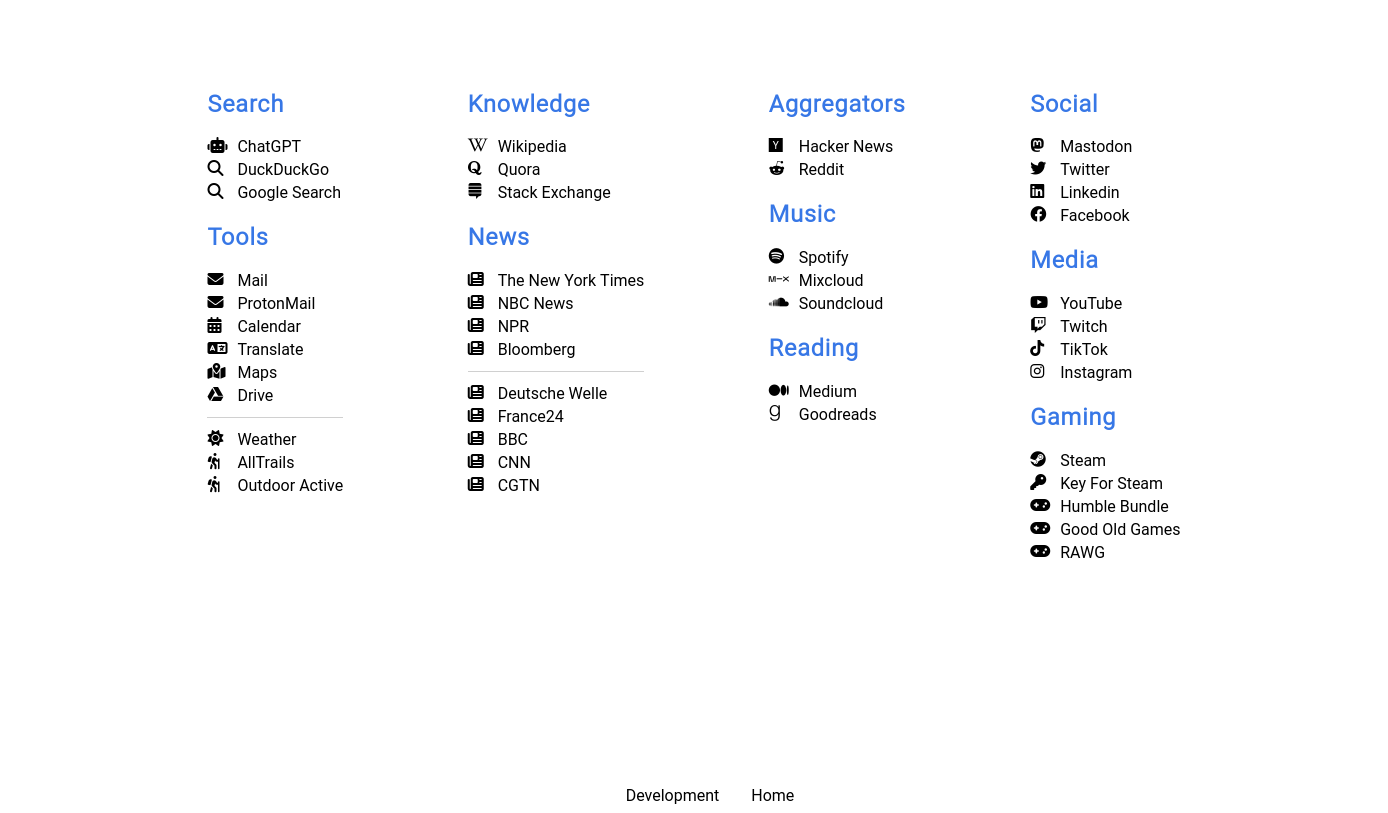 Search
ChatGPT
DuckDuckGo
Google Search
Tools
Mail
ProtonMail
Calendar
Translate
Maps
Drive
Weather
AllTrails
Outdoor Active
Knowledge
Wikipedia
Quora
Stack Exchange
News
The New York Times
NBC News
NPR
Bloomberg
Deutsche Welle
France24
BBC
CNN
CGTN
Aggregators
Hacker News
Reddit
Music
Spotify
Mixcloud
Soundcloud
Reading
Medium
Goodreads
Social
Mastodon
Twitter
Linkedin
Facebook
Media
YouTube
Twitch
TikTok
Instagram
Gaming
Steam
Key For Steam
Humble Bundle
Good Old Games
RAWG
Development Home